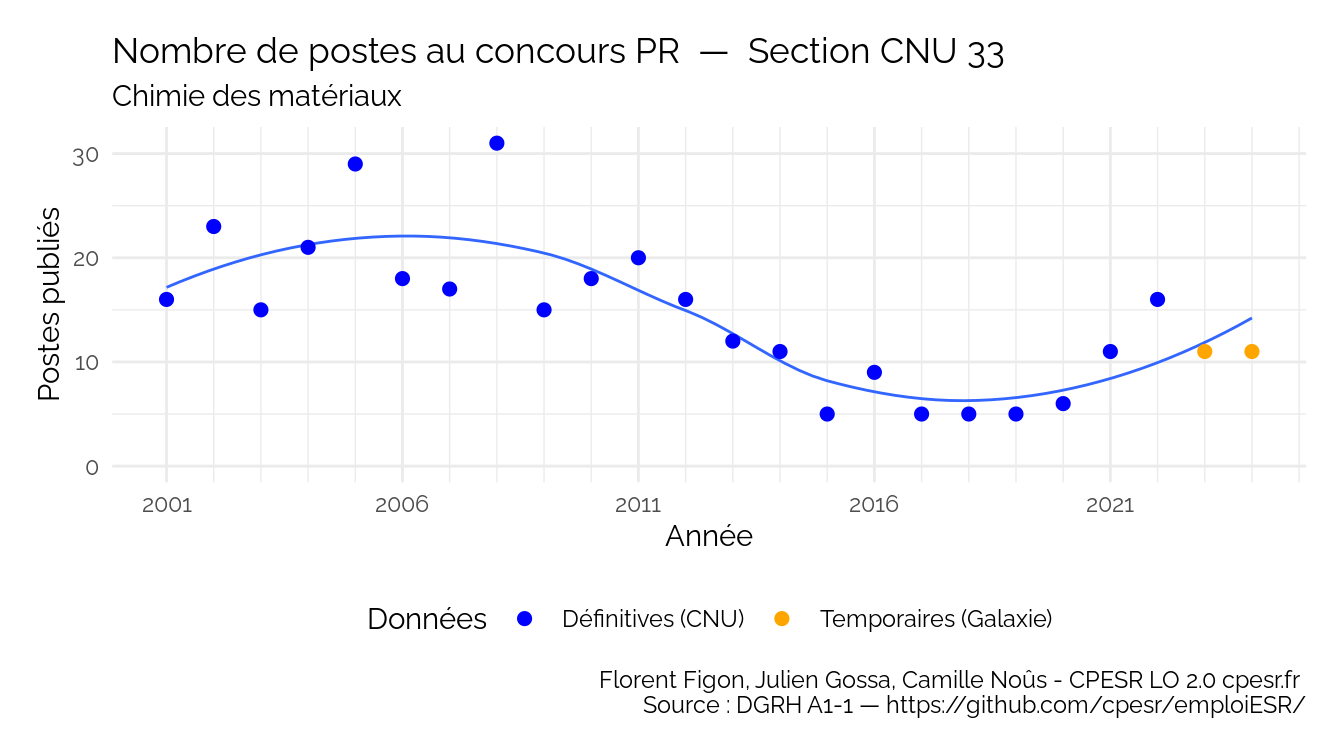 Nombre de postes au concours PR — Section CNU 33
Chimie des matériaux
Postes publiés
30
20
10
0
2001 2006 2011 2016 2021
Année
Données Définitives (CNU) Temporaires (Galaxie)
Florent Figon, Julien Gossa, Camille Noûs - CPESR LO 2.0 cpesr.fr
Source : DGRH A1-1 — https://github.com/cpesr/emploiESR/